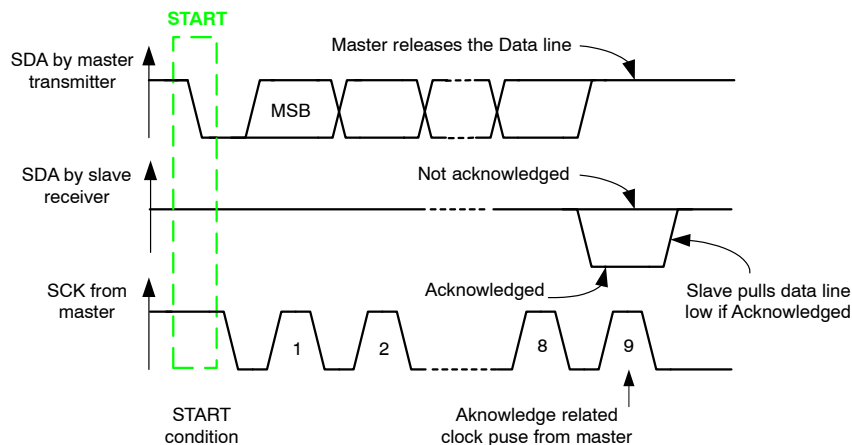 START
SDA by master
transmitter
Master releases the Data line
MSB
SDA by slave
receiver
Not acknowledged
Acknowledged
Slave pulls data line
low if Acknowledged
SCK from
master
1
2
8
9
START
condition
Aknowledge related
clock puse from master